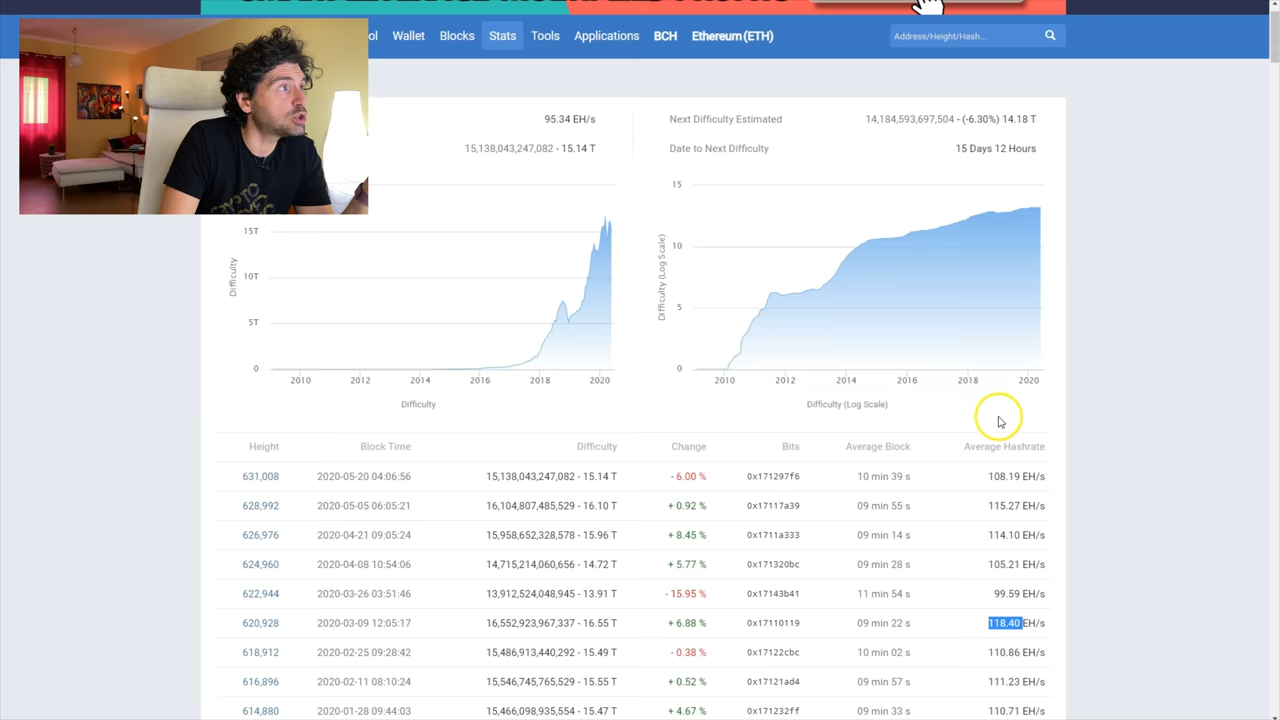 ol Wallet Blocks Stats Tools Applications BCH Ethereum (ETH) Address/Height/Hash...
95.34 EH/s
15,138,043,247,082 - 15.14 T
Next Difficulty Estimated 14,184,593,697,504 - (-6.30%) 14.18 T
Date to Next Difficulty 15 Days 12 Hours
15T
10T
5T
0
Difficulty
2010 2012 2014 2016 2018 2020
Difficulty
15
10
5
0
Difficulty (Log Scale)
2010 2012 2014 2016 2018 2020
Difficulty (Log Scale)
Height Block Time Difficulty Change Bits Average Block Average Hashrate
631,008 2020-05-20 04:06:56 15,138,043,247,082 - 15.14 T - 6.00 % 0x171297f6 10 min 39 s 108.19 EH/s
628,992 2020-05-05 06:05:21 16,104,807,485,529 - 16.10 T + 0.92 % 0x17117a39 09 min 55 s 115.27 EH/s
626,976 2020-04-21 09:05:24 15,958,652,328,578 - 15.96 T + 8.45 % 0x1711a333 09 min 14 s 114.10 EH/s
624,960 2020-04-08 10:54:06 14,715,214,060,656 - 14.72 T + 5.77 % 0x171320bc 09 min 28 s 105.21 EH/s
622,944 2020-03-26 03:51:46 13,912,524,048,945 - 13.91 T - 15.95 % 0x17143b41 11 min 54 s 99.59 EH/s
620,928 2020-03-09 12:05:17 16,552,923,967,337 - 16.55 T + 6.88 % 0x17110119 09 min 22 s 118.40 EH/s
618,912 2020-02-25 09:28:42 15,486,913,440,292 - 15.49 T - 0.38 % 0x17122cbc 10 min 02 s 110.86 EH/s
616,896 2020-02-11 08:10:24 15,546,745,765,529 - 15.55 T + 0.52 % 0x17121ad4 09 min 57 s 111.23 EH/s
614,880 2020-01-28 09:44:03 15,466,098,935,554 - 15.47 T + 4.67 % 0x171232ff 09 min 33 s 110.71 EH/s